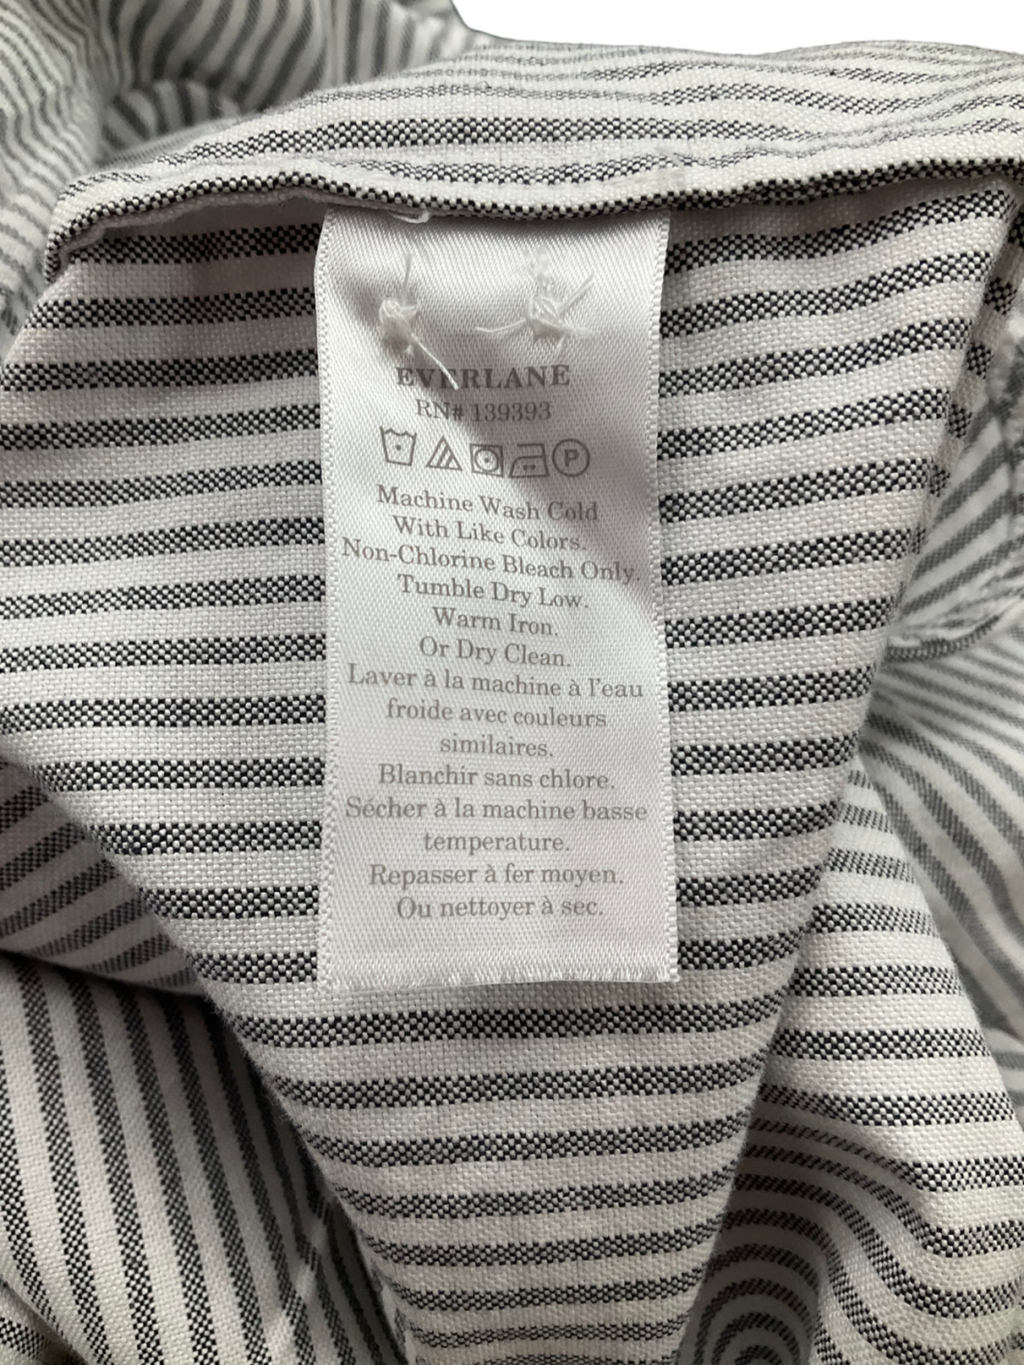 EVERLANE
RN# 139393
P
Machine Wash Cold
With Like Colors.
Non-Chlorine Bleach Only.
Tumble Dry Low.
Warm Iron.
Or Dry Clean.
Laver à la machine à l'eau
froide avec couleurs
similaires.
Blanchir sans chlore.
Sécher à la machine basse
temperature.
Repasser à fer moyen.
Ou nettoyer à sec.